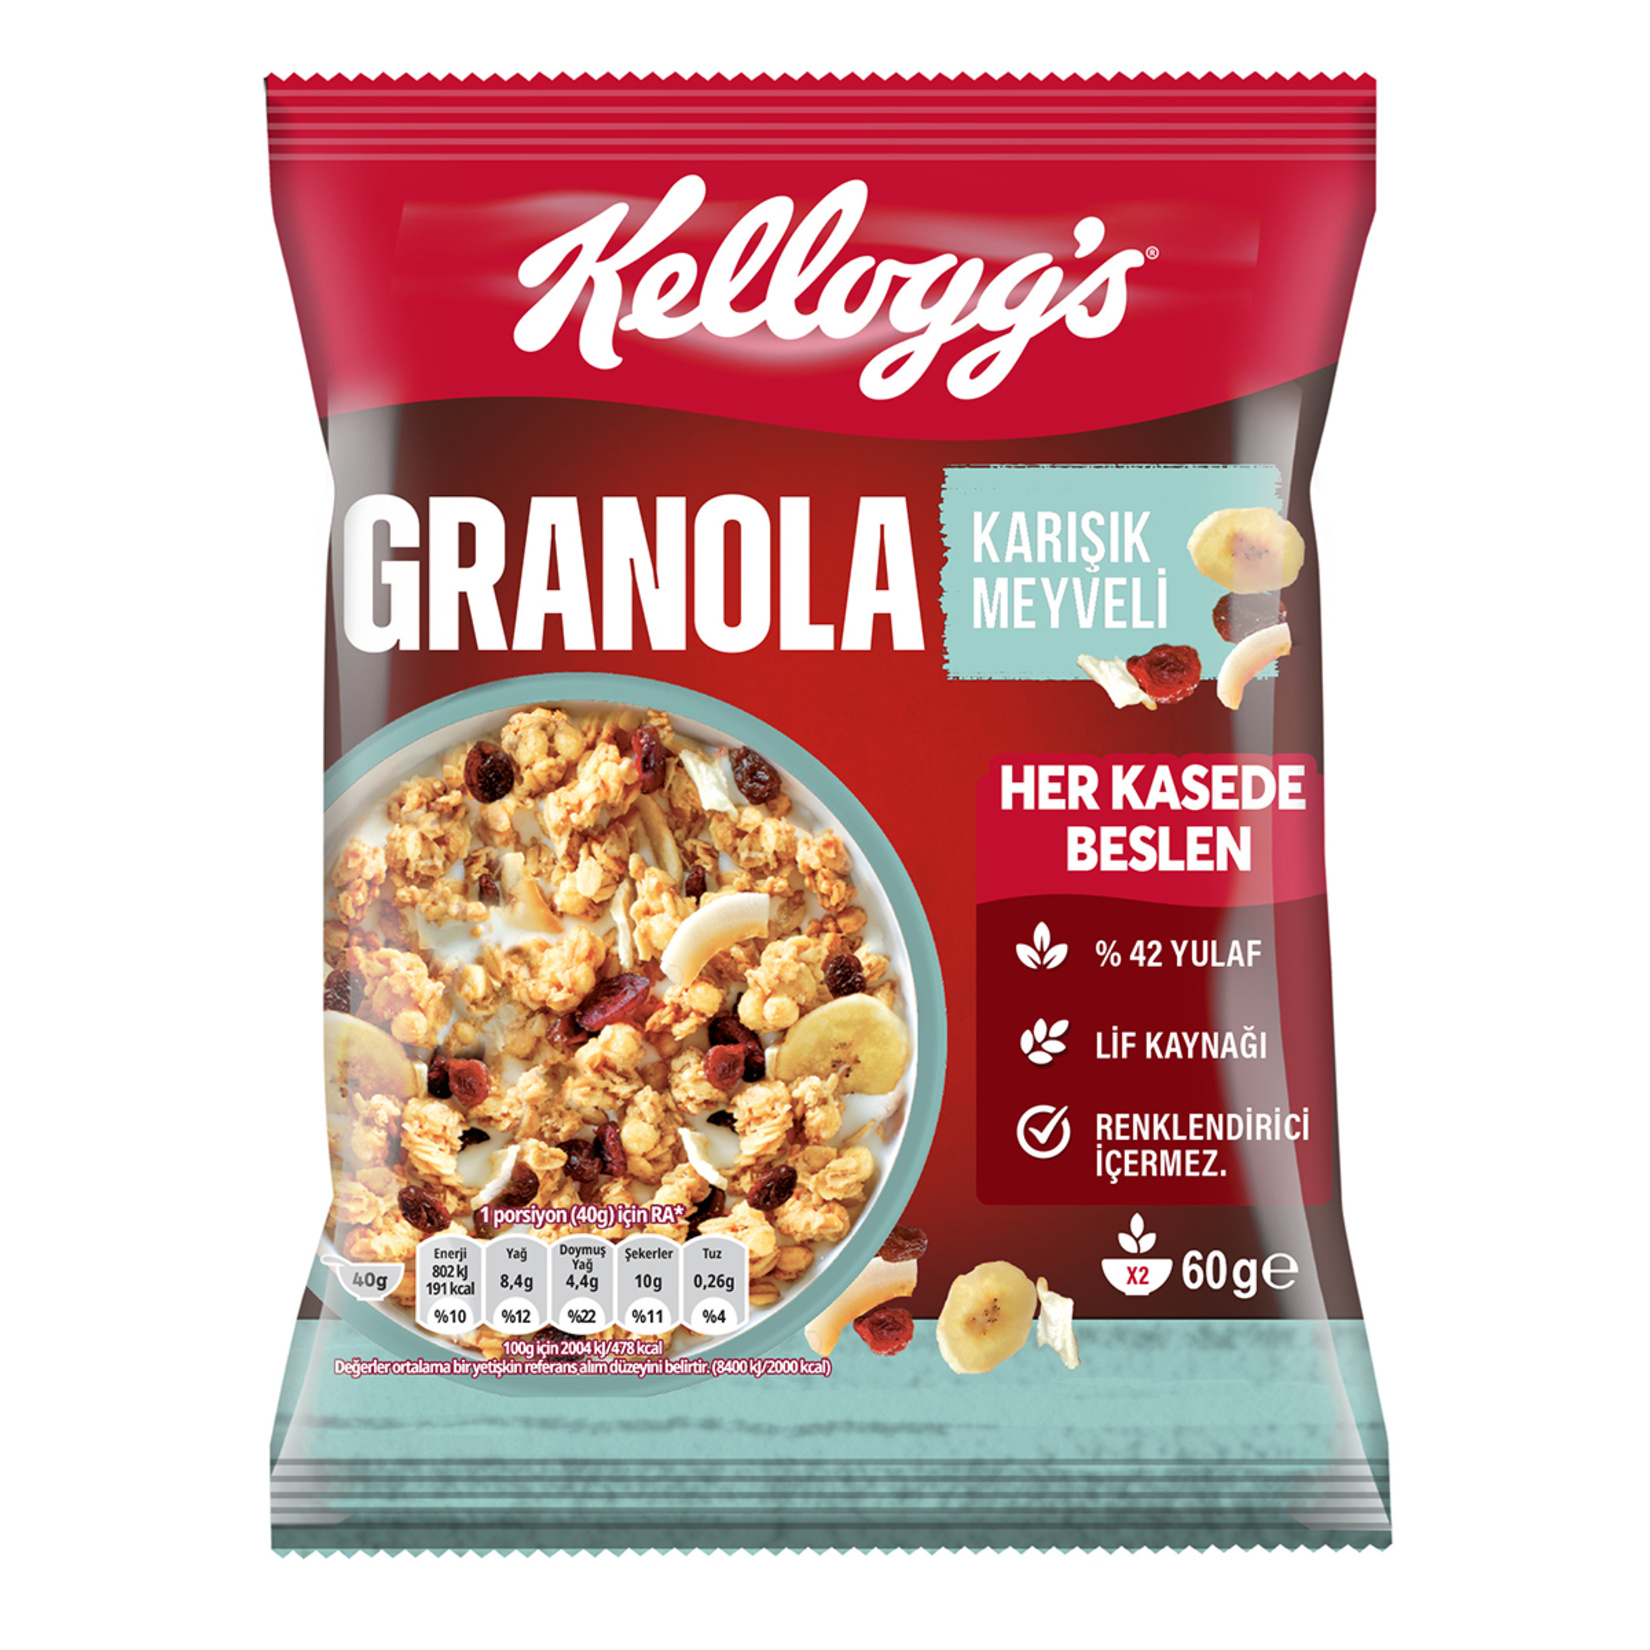 Kellogg's®
GRANOLA
KARIŞIK
MEYVELİ
HER KASEDE
BESLEN
% 42 YULAF
LİF KAYNAĞI
RENKLENDİRİCİ
İÇERMEZ.
1 porsiyon (40g) için RA*
40g
Enerji
802 kJ
191 kcal
%10
Yağ
8,4g
%12
Doymuş
Yağ
4,4g
%22
Şekerler
10g
%11
Tuz
0,26g
%4
100g için 2004 kJ/478 kcal
Değerler ortalama bir yetişkin referans alım düzeyini belirtir. (8400 kJ/2000 kcal)
X2
60g℮